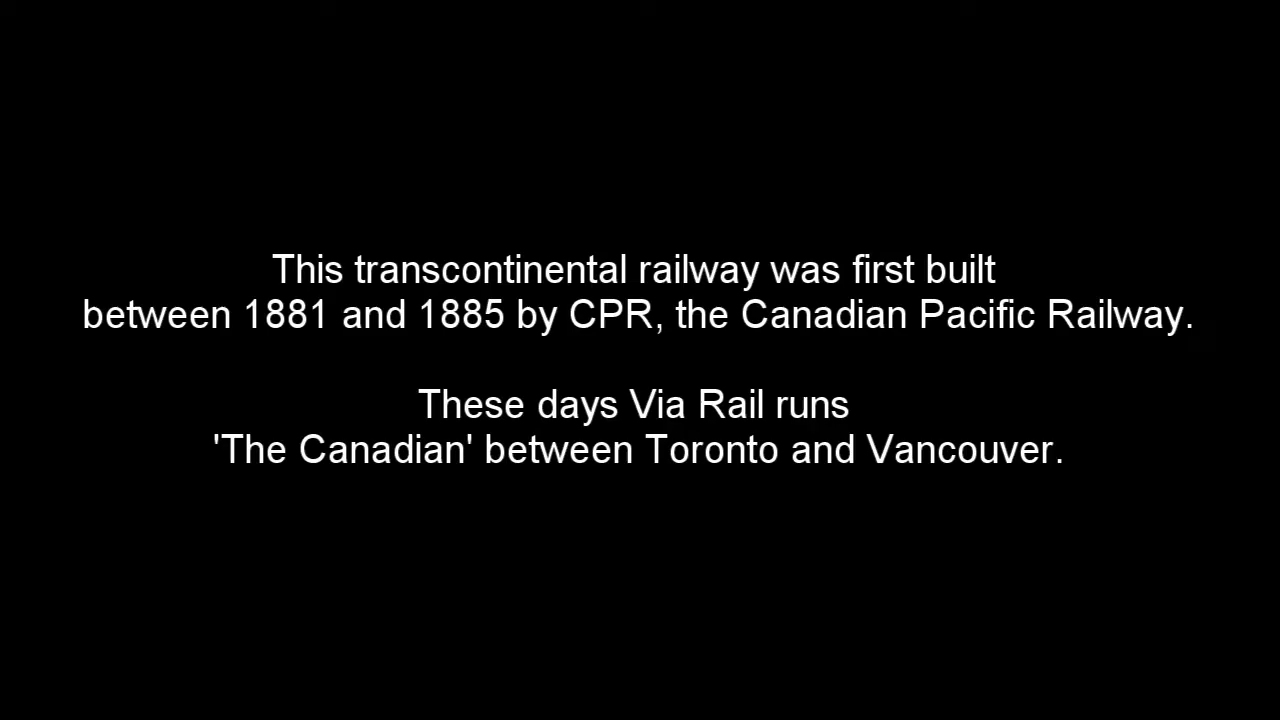 This transcontinental railway was first built
between 1881 and 1885 by CPR, the Canadian Pacific Railway.
These days Via Rail runs
'The Canadian' between Toronto and Vancouver.